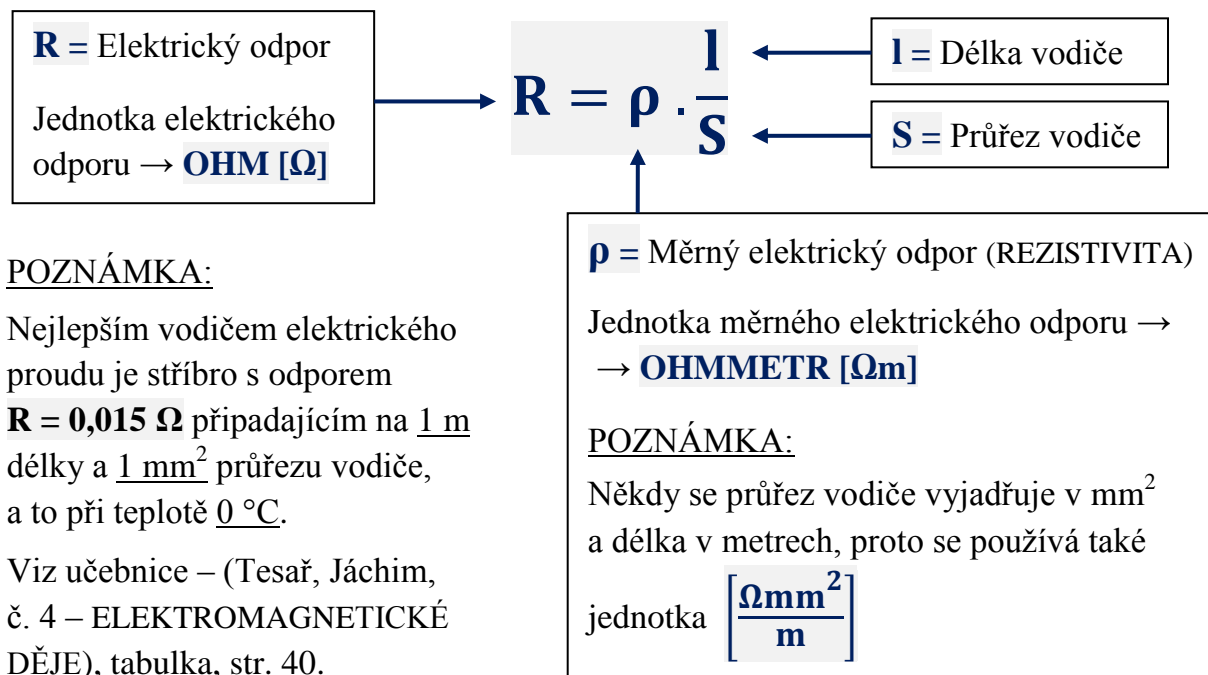 R = Elektrický odpor
Jednotka elektrického
odporu → OHM [Ω]
R = ρ . l/S
l = Délka vodiče
S = Průřez vodiče
POZNÁMKA:
Nejlepším vodičem elektrického
proudu je stříbro s odporem
R = 0,015 Ω připadajícím na 1 m
délky a 1 mm² průřezu vodiče,
a to při teplotě 0 °C.
Viz učebnice – (Tesař, Jáchim,
č. 4 – ELEKTROMAGNETICKÉ
DĚJE), tabulka, str. 40.
ρ = Měrný elektrický odpor (REZISTIVITA)
Jednotka měrného elektrického odporu →
→ OHMMETR [Ωm]
POZNÁMKA:
Někdy se průřez vodiče vyjadřuje v mm²
a délka v metrech, proto se používá také
jednotka [Ωmm²/m]